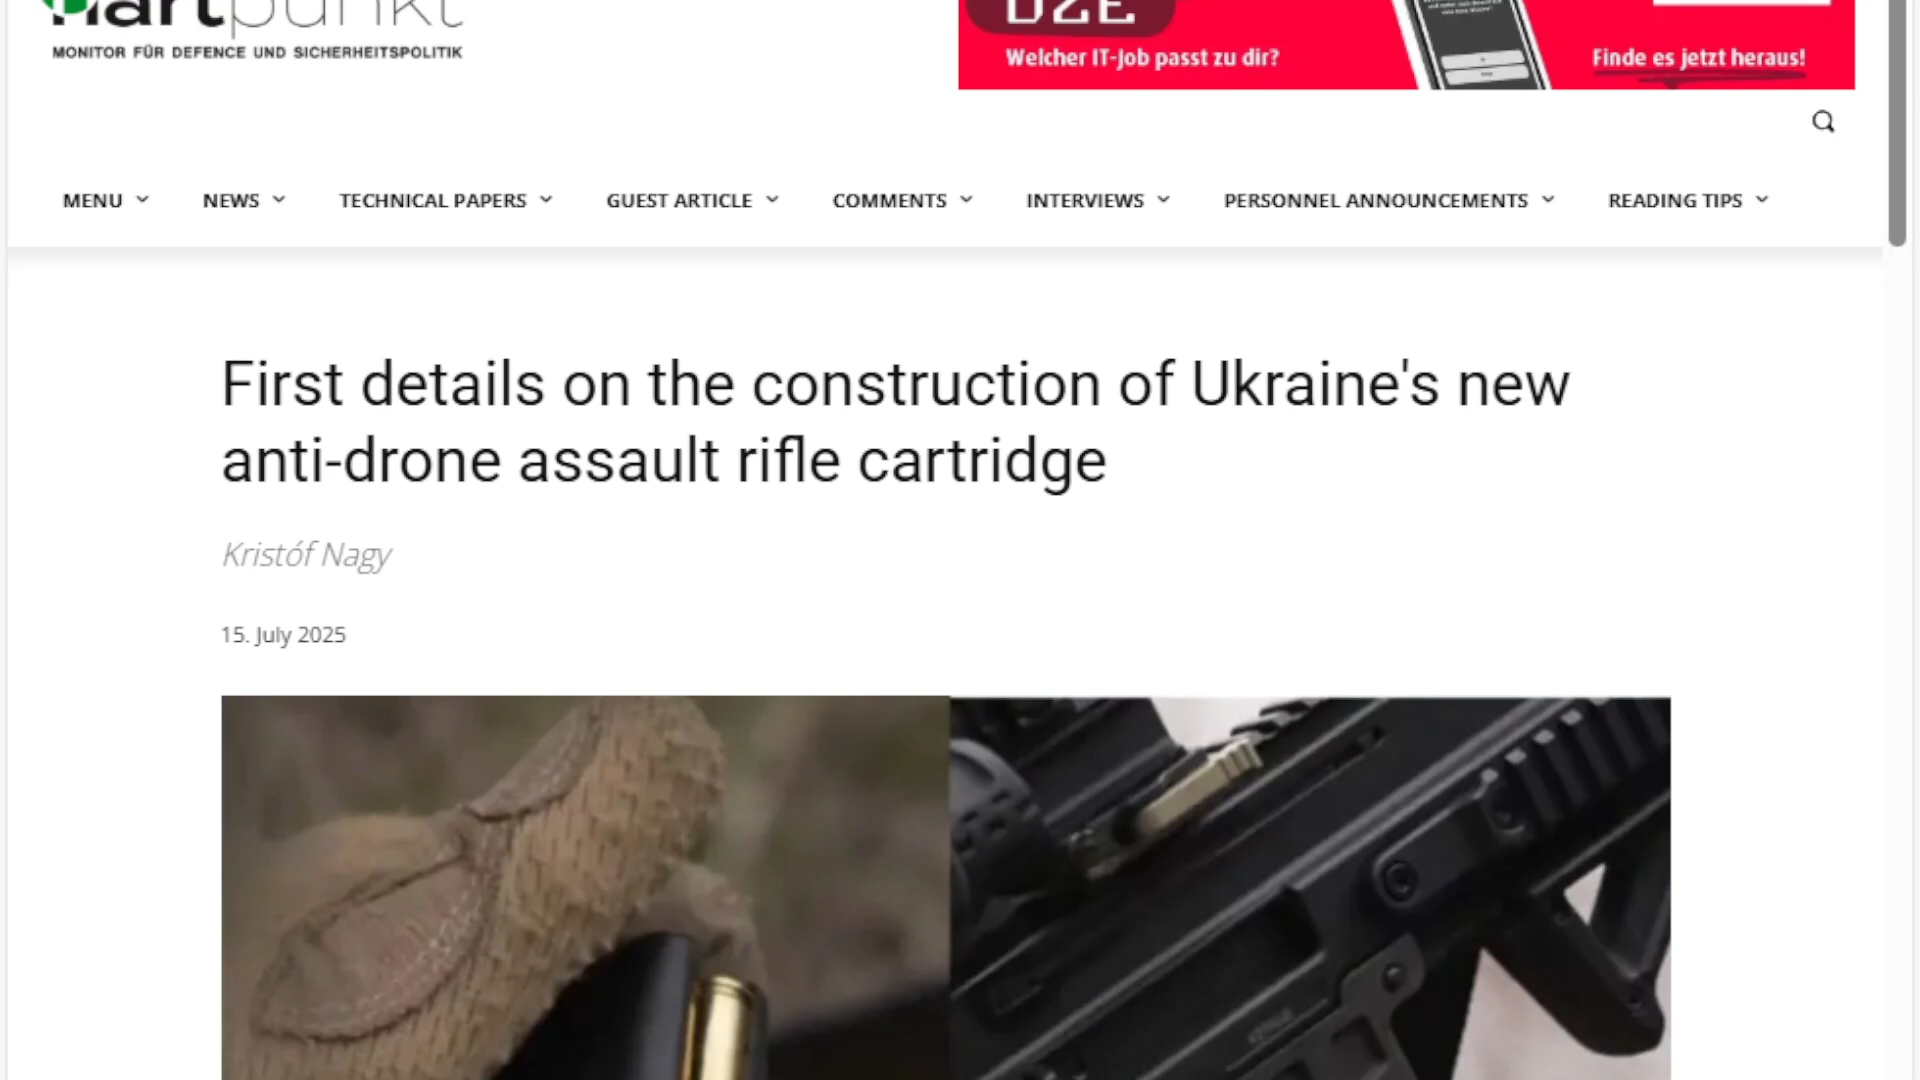 hartpunkt
MONITOR FÜR DEFENCE UND SICHERHEITSPOLITIK
Welcher IT-Job passt zu dir?
Finde es jetzt heraus!
MENU
NEWS
TECHNICAL PAPERS
GUEST ARTICLE
COMMENTS
INTERVIEWS
PERSONNEL ANNOUNCEMENTS
READING TIPS
First details on the construction of Ukraine's new
anti-drone assault rifle cartridge
Kristóf Nagy
15. July 2025